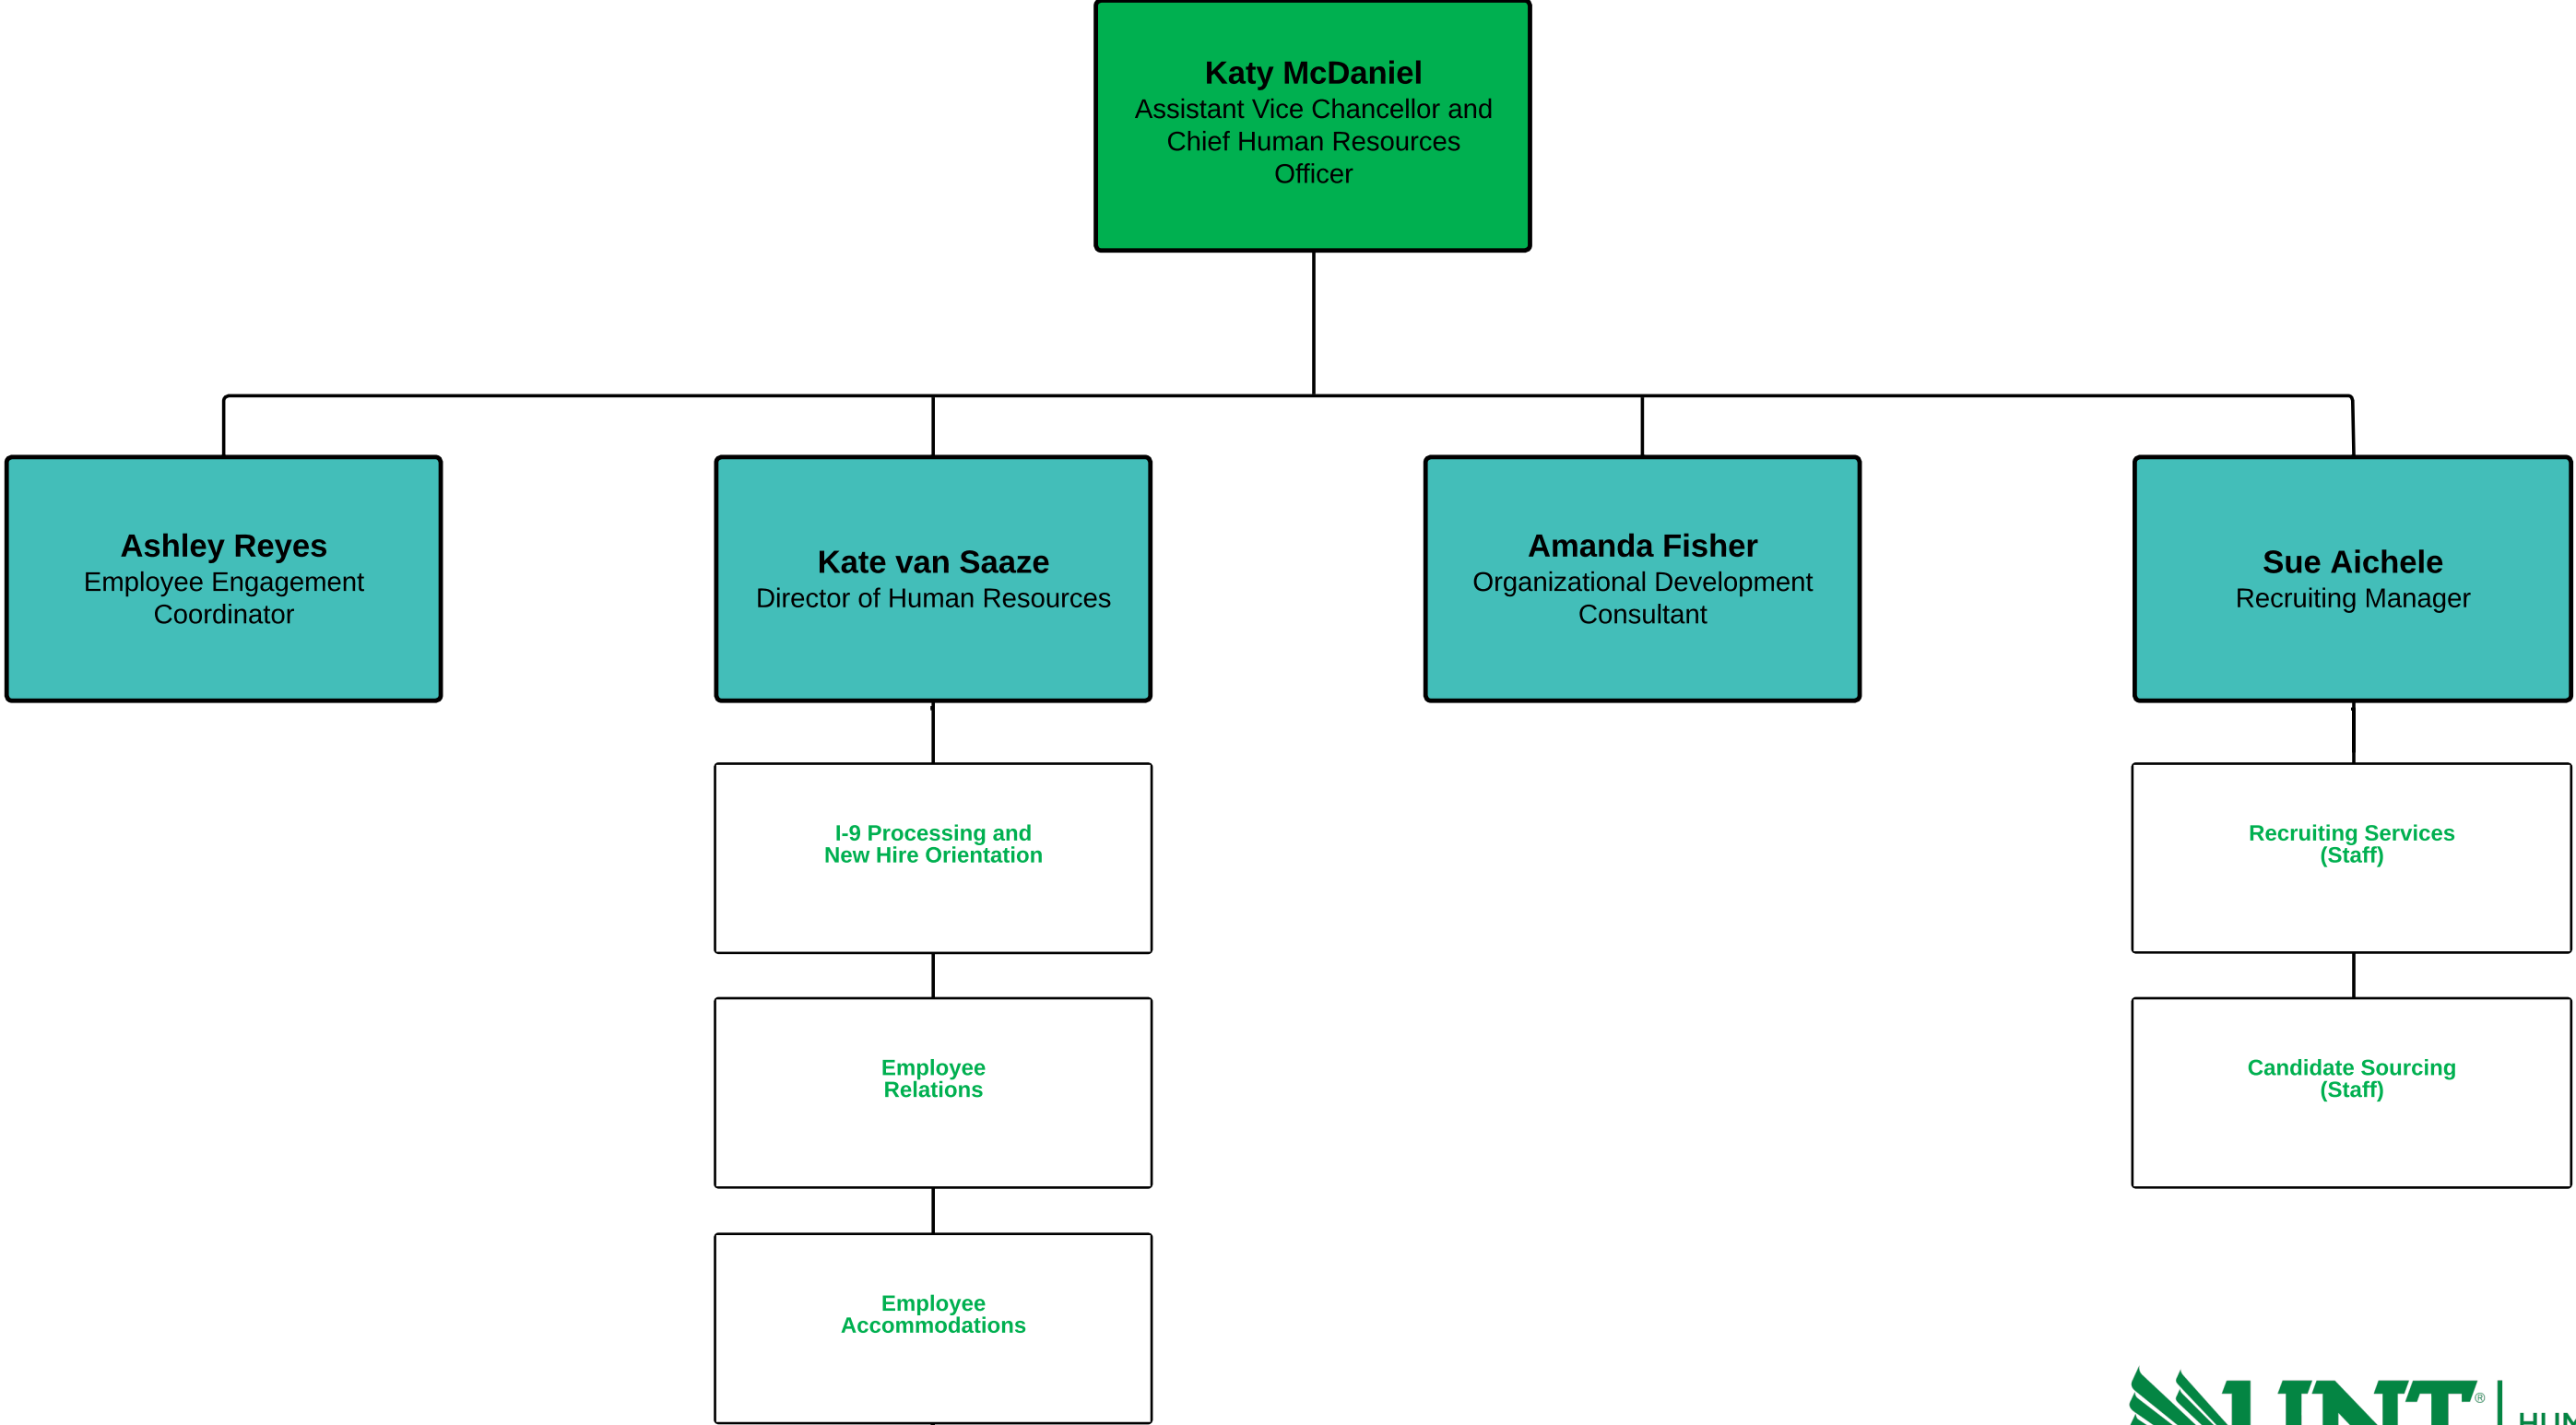 Katy McDaniel
Assistant Vice Chancellor and
Chief Human Resources
Officer
Ashley Reyes
Employee Engagement
Coordinator
Kate van Saaze
Director of Human Resources
Amanda Fisher
Organizational Development
Consultant
Sue Aichele
Recruiting Manager
I-9 Processing and
New Hire Orientation
Recruiting Services
(Staff)
Employee
Relations
Candidate Sourcing
(Staff)
Employee
Accommodations
UNT®